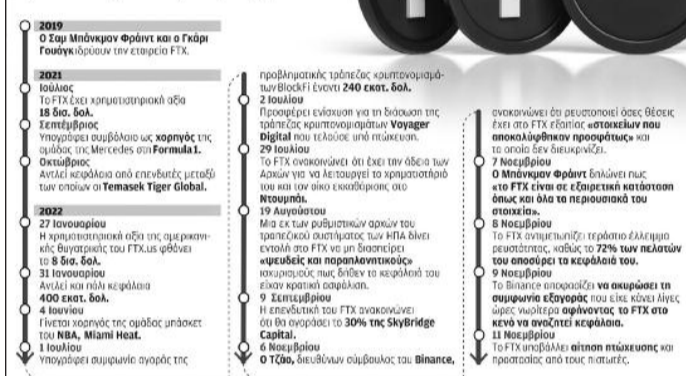 2019
Ο Σαμ Μπάνκμαν Φράιντ και ο Γκάρι
Γουάνγκ ιδρύουν την εταιρεία FTX.
2021
Ιούλιος
Το FTX έχει χρηματιστηριακή αξία
18 δισ. δολ.
Σεπτέμβριος
Υπογράφει συμβόλαιο ως χορηγός της
ομάδας της Mercedes στη Formula1.
Οκτώβριος
Αντλεί κεφάλαια από επενδυτές μεταξύ
των οποίων οι Temasek Tiger Global.
2022
27 Ιανουαρίου
Η χρηματιστηριακή αξία της αμερικανι-
κής θυγατρικής του FTX.us φθάνει
τα 8 δισ. δολ.
31 Ιανουαρίου
Αντλεί και πάλι κεφάλαια
400 εκατ. δολ.
4 Ιουνίου
Γίνεται χορηγός της ομάδας μπάσκετ
του NBA, Miami Heat.
1 Ιουλίου
Υπογράφει συμφωνία αγοράς της
προβληματικής τράπεζας κρυπτονομισμά-
των BlockFi έναντι 240 εκατ. δολ.
2 Ιουλίου
Προσφέρει ενίσχυση για τη διάσωση της
τράπεζας κρυπτονομισμάτων Voyager
Digital που τελούσε υπό πτώχευση.
29 Ιουλίου
Το FTX ανακοινώνει ότι έχει την άδεια των
Αρχών για να λειτουργεί το χρηματιστήριό
του και τον οίκο εκκαθάρισης στο
Ντουμπάι.
19 Αυγούστου
Μια εκ των ρυθμιστικών αρχών του
τραπεζικού συστήματος των ΗΠΑ δίνει
εντολή στο FTX να μη διασπείρει
«ψευδείς και παραπλανητικούς»
ισχυρισμούς πως δήθεν τα κεφάλαιά του
είχαν κρατική ασφάλιση.
9 Σεπτεμβρίου
Η επενδυτική του FTX ανακοινώνει
ότι θα αγοράσει το 30% της SkyBridge
Capital.
6 Νοεμβρίου
Ο Τζάο, διευθύνων σύμβουλος του Binance,
ανακοινώνει ότι ρευστοποιεί όσες θέσεις
έχει στο FTX εξαιτίας «στοιχείων που
αποκαλύφθηκαν προσφάτως» και
τα οποία δεν διευκρινίζει.
7 Νοεμβρίου
Ο Μπάνκμαν Φράιντ δηλώνει πως
«το FTX είναι σε εξαιρετική κατάσταση
όπως και όλα τα περιουσιακά του
στοιχεία».
8 Νοεμβρίου
Το FTX αντιμετωπίζει τεράστιο έλλειμμα
ρευστότητας, καθώς το 72% των πελατών
του αποσύρει τα κεφάλαιά του.
9 Νοεμβρίου
Το Binance αποφασίζει να ακυρώσει τη
συμφωνία εξαγοράς που είχε κάνει λίγες
ώρες νωρίτερα αφήνοντας το FTX στο
κενό να αναζητεί κεφάλαια.
11 Νοεμβρίου
Το FTX υποβάλλει αίτηση πτώχευσης και
προστασίας από τους πιστωτές.